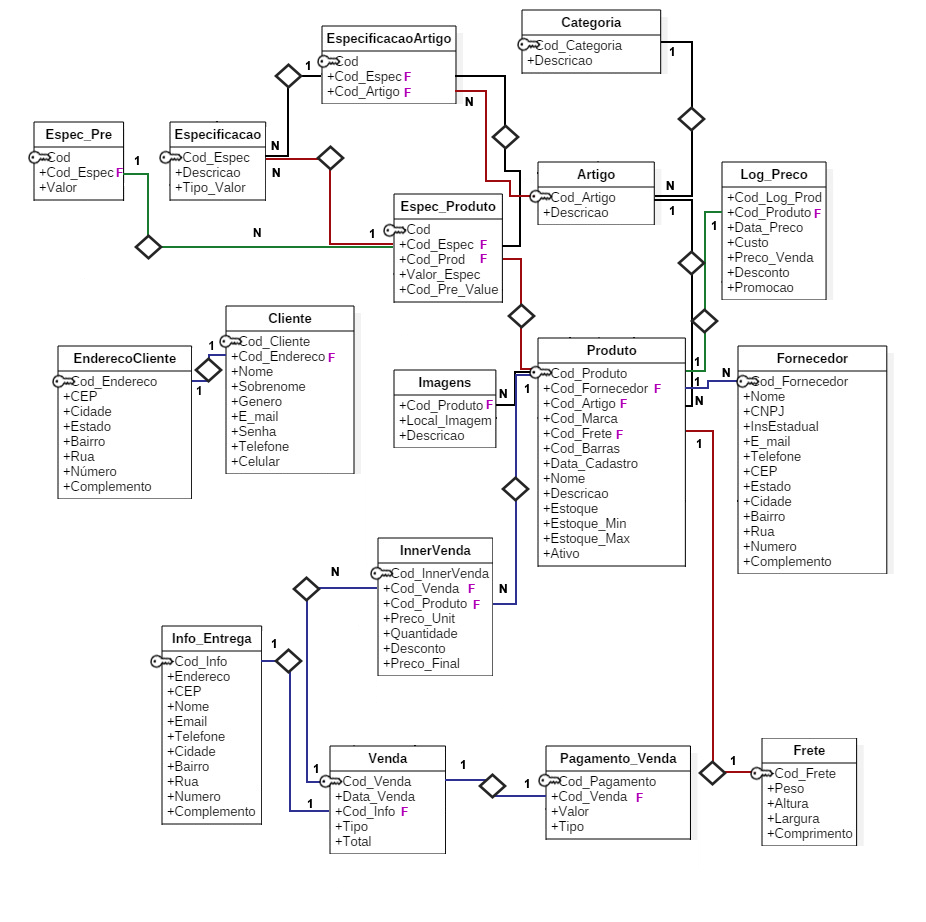 Categoria
Cod_Categoria
+Descricao
1
EspecificacaoArtigo
Cod
+Cod_Espec F
+Cod_Artigo F
1
N
Espec_Pre
Cod
+Cod_Espec F
+Valor
1
Especificacao
Cod_Espec
+Descricao
+Tipo_Valor
N
N
Artigo
Cod_Artigo
+Descricao
N
1
Log_Preco
+Cod_Log_Prod
+Cod_Produto F
+Data_Preco
+Custo
+Preco_Venda
+Desconto
+Promocao
1
Espec_Produto
Cod
+Cod_Espec F
+Cod_Prod F
+Valor_Espec
+Cod_Pre_Value
N
1
Cliente
Cod_Cliente
+Cod_Endereco F
+Nome
+Sobrenome
+Genero
+E_mail
+Senha
+Telefone
+Celular
1
EnderecoCliente
Cod_Endereco
+CEP
+Cidade
+Estado
+Bairro
+Rua
+Número
+Complemento
1
Imagens
+Cod_Produto F
+Local_Imagem
+Descricao
N
1
Produto
Cod_Produto
+Cod_Fornecedor F
+Cod_Artigo F
+Cod_Marca
+Cod_Frete F
+Cod_Barras
+Data_Cadastro
+Nome
+Descricao
+Estoque
+Estoque_Min
+Estoque_Max
+Ativo
1
1
N
N
1
Fornecedor
Cod_Fornecedor
+Nome
+CNPJ
+InsEstadual
+E_mail
+Telefone
+CEP
+Estado
+Cidade
+Bairro
+Rua
+Numero
+Complemento
InnerVenda
Cod_InnerVenda
+Cod_Venda F
+Cod_Produto F
+Preco_Unit
+Quantidade
+Desconto
+Preco_Final
N
N
Info_Entrega
Cod_Info
+Endereco
+CEP
+Nome
+Email
+Telefone
+Cidade
+Bairro
+Rua
+Numero
+Complemento
1
Venda
Cod_Venda
+Data_Venda
+Cod_Info F
+Tipo
+Total
1
1
1
Pagamento_Venda
Cod_Pagamento
+Cod_Venda F
+Valor
+Tipo
1
Frete
Cod_Frete
+Peso
+Altura
+Largura
+Comprimento
1